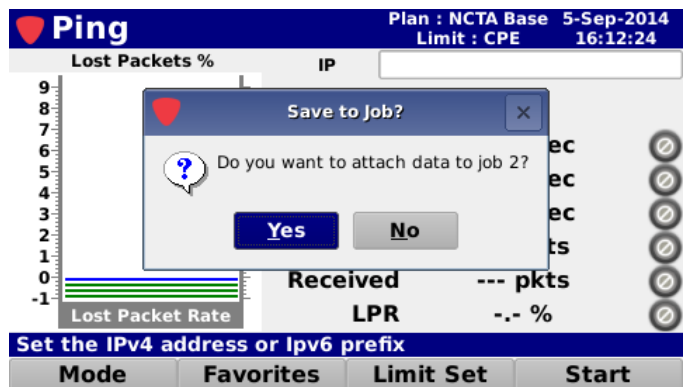 Ping
Plan : NCTA Base 5-Sep-2014
Limit : CPE 16:12:24
Lost Packets %
IP
9
8
7
6
5
4
3
2
1
0
-1
Save to Job?
Do you want to attach data to job 2?
Yes No
ec
ec
ec
ts
Received --- pkts
LPR -.- %
Lost Packet Rate
Set the IPv4 address or Ipv6 prefix
Mode Favorites Limit Set Start